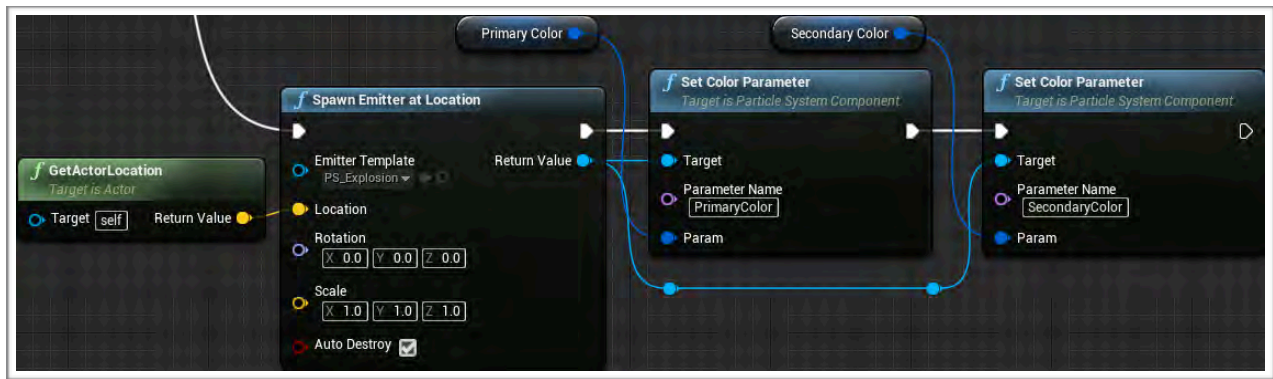 Primary Color
Secondary Color
f GetActorLocation
Target is Actor
Target self Return Value
f Spawn Emitter at Location
Emitter Template Return Value
PS_Explosion
Location
Rotation
X 0.0 Y 0.0 Z 0.0
Scale
X 1.0 Y 1.0 Z 1.0
Auto Destroy
f Set Color Parameter
Target is Particle System Component
Target
Parameter Name
PrimaryColor
Param
f Set Color Parameter
Target is Particle System Component
Target
Parameter Name
SecondaryColor
Param